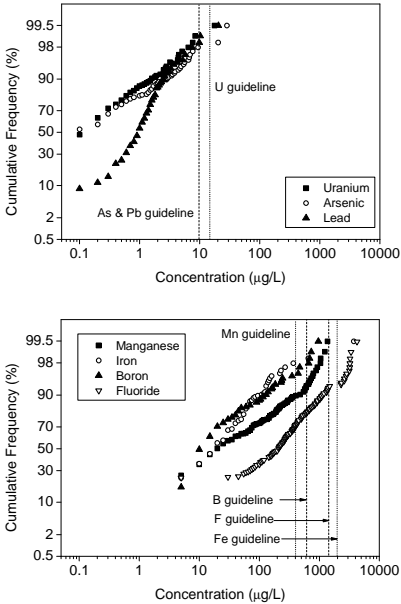 99.5
98
90
70
50
30
10
2
0.5
Cumulative Frequency (%)
U guideline
As & Pb guideline
Uranium
Arsenic
Lead
0.1 1 10 100 1000 10000
Concentration (μg/L)
99.5
98
90
70
50
30
10
2
0.5
Cumulative Frequency (%)
Manganese
Iron
Boron
Fluoride
Mn guideline
B guideline
F guideline
Fe guideline
0.1 1 10 100 1000 10000
Concentration (μg/L)